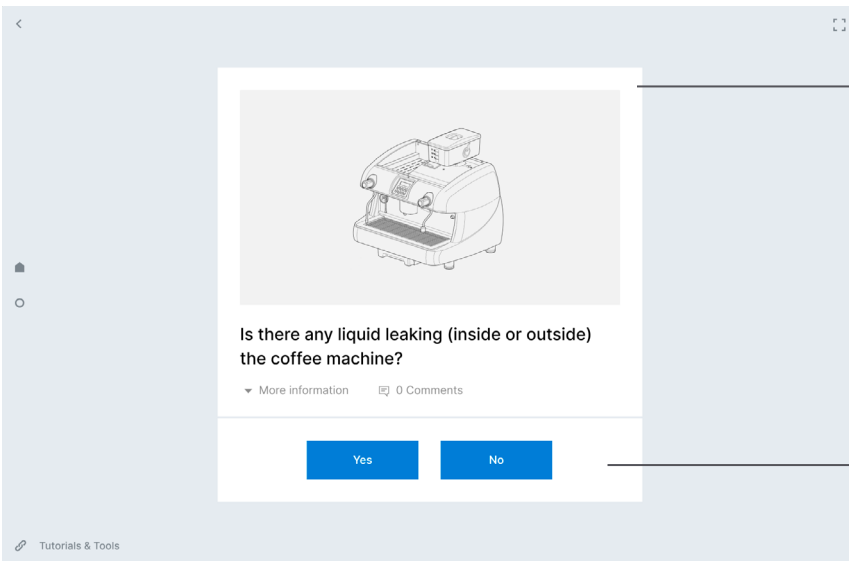 Is there any liquid leaking (inside or outside)
the coffee machine?
More information 0 Comments
Yes No
Tutorials & Tools